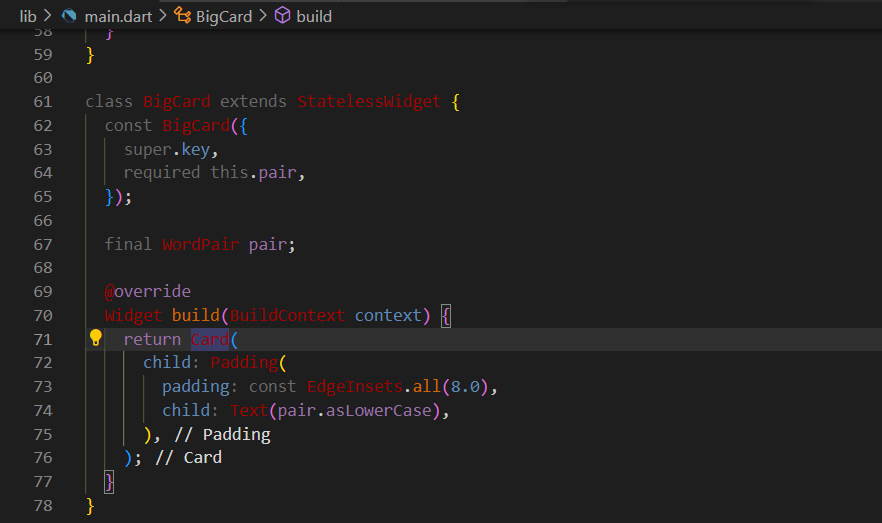 lib > main.dart > BigCard > build
58 }
59 }
60
61 class BigCard extends StatelessWidget {
62 const BigCard({
63 super.key,
64 required this.pair,
65 });
66
67 final WordPair pair;
68
69 @override
70 Widget build(BuildContext context) {
71 return Card(
72 child: Padding(
73 padding: const EdgeInsets.all(8.0),
74 child: Text(pair.asLowerCase),
75 ), // Padding
76 ); // Card
77 }
78 }